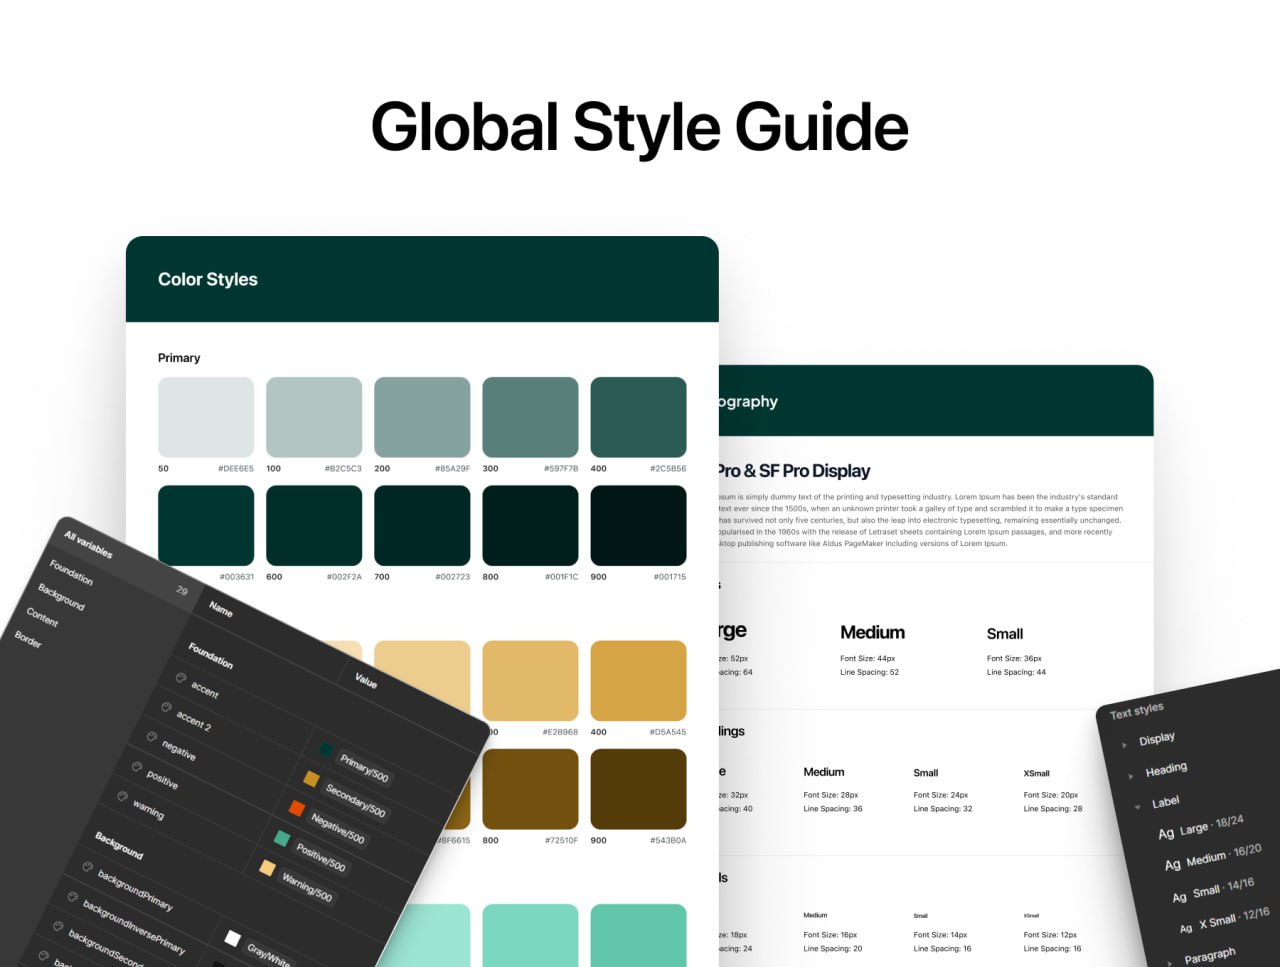 Global Style Guide
Color Styles
Primary
50 #DEE6E5 100 #B2C5C3 200 #85A29F 300 #597F7B 400 #2C5B56
#003631 600 #002F2A 700 #002723 800 #001F1C 900 #001715
#E2B968 400 #D5A545
#8F6615 800 #72510F 900 #543B0A
ography
Pro & SF Pro Display
psum is simply dummy text of the printing and typesetting industry. Lorem Ipsum has been the industry's standard
text ever since the 1500s, when an unknown printer took a galley of type and scrambled it to make a type specimen
has survived not only five centuries, but also the leap into electronic typesetting, remaining essentially unchanged.
opularised in the 1960s with the release of Letraset sheets containing Lorem Ipsum passages, and more recently
ktop publishing software like Aldus PageMaker including versions of Lorem Ipsum.
s
rge Medium Small
ze: 52px Font Size: 44px Font Size: 36px
acing: 64 Line Spacing: 52 Line Spacing: 44
lings
e Medium Small XSmall
ze: 32px Font Size: 28px Font Size: 24px Font Size: 20px
acing: 40 Line Spacing: 36 Line Spacing: 32 Line Spacing: 28
ls
Medium Small XSmall
ze: 18px Font Size: 16px Font Size: 14px Font Size: 12px
acing: 24 Line Spacing: 20 Line Spacing: 16 Line Spacing: 16
All variables 29
Foundation
Background
Content
Border
Name Value
Foundation
accent Primary/500
accent 2 Secondary/500
negative Negative/500
positive Positive/500
warning Warning/500
Background
backgroundPrimary Gray/White
backgroundInversePrimary
backgroundSecond
Text styles
Display
Heading
Label
Ag Large · 18/24
Ag Medium · 16/20
Ag Small · 14/16
Ag X Small · 12/16
Paragraph